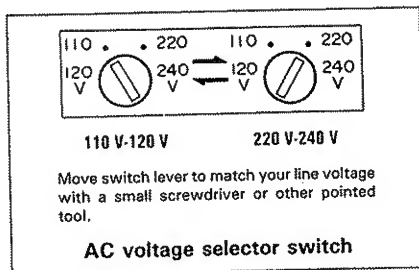 110 • • 220 110 • • 220
120 V 240 V 120 V 240 V
110 V-120 V 220 V-240 V
Move switch lever to match your line voltage
with a small screwdriver or other pointed
tool.
AC voltage selector switch